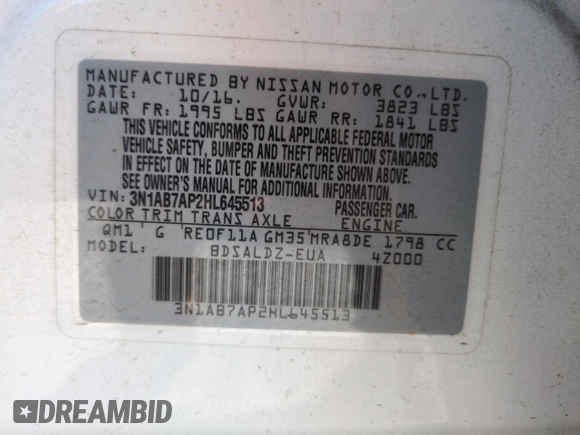 MANUFACTURED BY NISSAN MOTOR CO.,LTD.
DATE: 10/16. GVWR: 3823 LBS
GAWR FR: 1995 LBS GAWR RR: 1841 LBS
THIS VEHICLE CONFORMS TO ALL APPLICABLE FEDERAL MOTOR
VEHICLE SAFETY, BUMPER AND THEFT PREVENTION STANDARDS
IN EFFECT ON THE DATE OF MANUFACTURE SHOWN ABOVE.
SEE OWNER'S MANUAL FOR ADDITIONAL INFORMATION.
VIN: 3N1AB7AP2HL645513 PASSENGER CAR.
COLOR TRIM TRANS AXLE ENGINE
QM1 G RE0F11A GM35 MRA8DE 1798 CC
MODEL: BDSALDZ-EUA 4Z000
3N1AB7AP2HL645513
DREAMBID